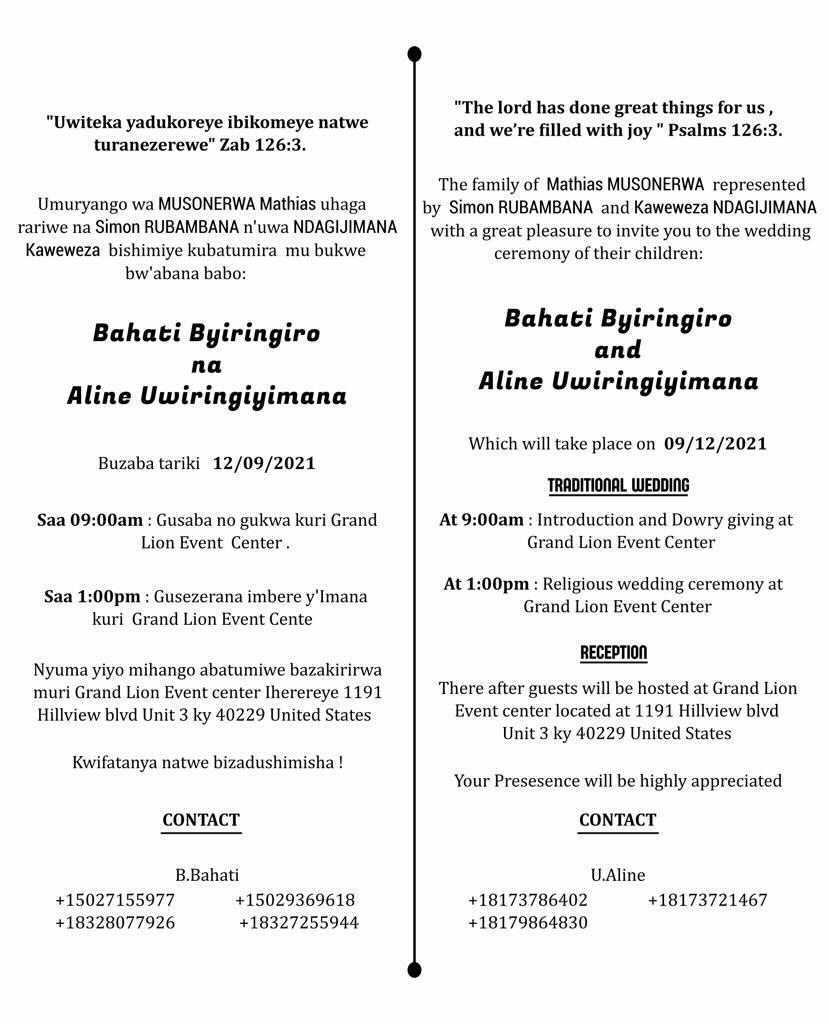 "Uwiteka yadukoreye ibikomeye natwe
turanezerewe" Zab 126:3.
Umuryango wa MUSONERWA Mathias uhaga
rariwe na Simon RUBAMBANA n'uwa NDAGIJIMANA
Kaweweza bishimiye kubatumira mu bukwe
bw'abana babo:
Bahati Byiringiro
na
Aline Uwiringiyimana
Buzaba tariki 12/09/2021
Saa 09:00am : Gusaba no gukwa kuri Grand
Lion Event Center .
Saa 1:00pm : Gusezerana imbere y'Imana
kuri Grand Lion Event Cente
Nyuma yiyo mihango abatumiwe bazakirirwa
muri Grand Lion Event center Iherereye 1191
Hillview blvd Unit 3 ky 40229 United States
Kwifatanya natwe bizadushimisha !
CONTACT
B.Bahati
+15027155977 +15029369618
+18328077926 +18327255944
"The lord has done great things for us ,
and we’re filled with joy " Psalms 126:3.
The family of Mathias MUSONERWA represented
by Simon RUBAMBANA and Kaweweza NDAGIJIMANA
with a great pleasure to invite you to the wedding
ceremony of their children:
Bahati Byiringiro
and
Aline Uwiringiyimana
Which will take place on 09/12/2021
TRADITIONAL WEDDING
At 9:00am : Introduction and Dowry giving at
Grand Lion Event Center
At 1:00pm : Religious wedding ceremony at
Grand Lion Event Center
RECEPTION
There after guests will be hosted at Grand Lion
Event center located at 1191 Hillview blvd
Unit 3 ky 40229 United States
Your Presesence will be highly appreciated
CONTACT
U.Aline
+18173786402 +18173721467
+18179864830